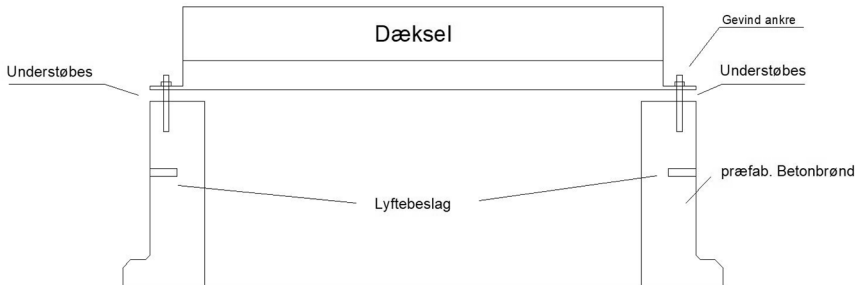 Gevind ankre
Dæksel
Understøbes
Understøbes
præfab. Betonbrønd
Lyftebeslag